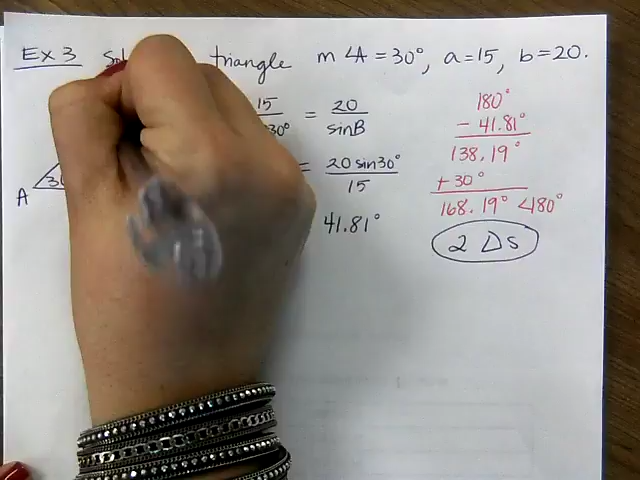 Ex 3 triangle m∠A = 30°, a = 15, b = 20.
15 = 20
30° sinB
= 20 sin30°
15
A
41.81°
180°
- 41.81°
138.19°
+ 30°
168.19° <180°
2 △s